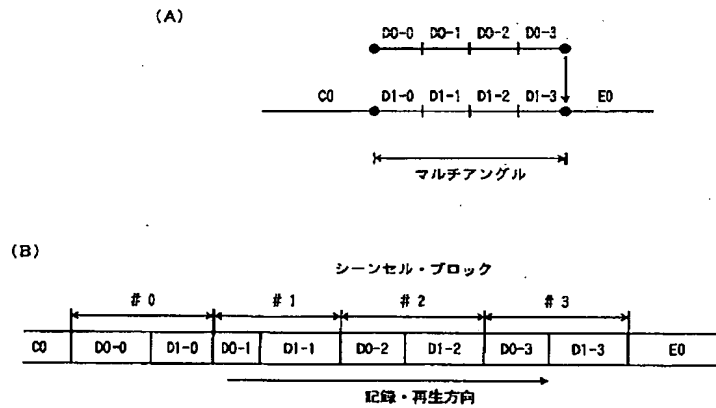 (A)
D0-0 D0-1 D0-2 D0-3
C0 D1-0 D1-1 D1-2 D1-3 E0
マルチアングル
(B)
シーンセル・ブロック
# 0 # 1 # 2 # 3
C0 D0-0 D1-0 D0-1 D1-1 D0-2 D1-2 D0-3 D1-3 E0
記録・再生方向